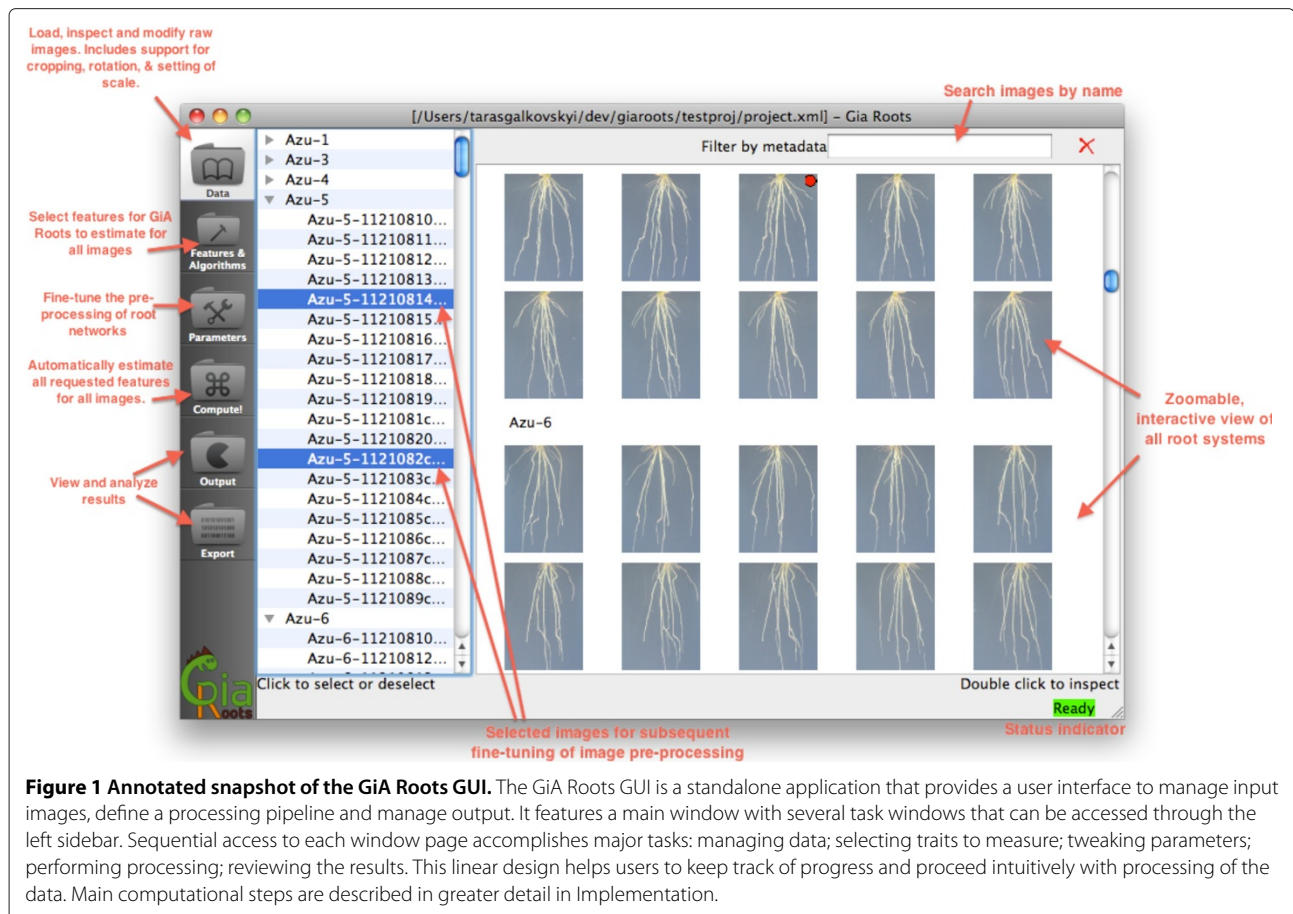 Load, inspect and modify raw
images. Includes support for
cropping, rotation, & setting of
scale.
Search images by name
[/Users/tarasgalkovskyi/dev/giaroots/testproj/project.xml] – Gia Roots
Filter by metadata
Data
Select features for GiA
Roots to estimate for
all images
Features &
Algorithms
Fine-tune the pre-
processing of root
networks
Parameters
Automatically estimate
all requested features
for all images.
Compute!
Output
View and analyze
results
Export
Azu-1
Azu-3
Azu-4
Azu-5
Azu-5-11210810...
Azu-5-11210811...
Azu-5-11210812...
Azu-5-11210813...
Azu-5-11210814...
Azu-5-11210815...
Azu-5-11210816...
Azu-5-11210817...
Azu-5-11210818...
Azu-5-11210819...
Azu-5-1121081c...
Azu-5-11210820...
Azu-5-1121082c...
Azu-5-1121083c...
Azu-5-1121084c...
Azu-5-1121085c...
Azu-5-1121086c...
Azu-5-1121087c...
Azu-5-1121088c...
Azu-5-1121089c...
Azu-6
Azu-6-11210810...
Azu-6-11210812...
Azu-6
Zoomable,
interactive view of
all root systems
Gia
Roots
Click to select or deselect
Double click to inspect
Ready
Selected images for subsequent
fine-tuning of image pre-processing
Status indicator
Figure 1 Annotated snapshot of the GiA Roots GUI. The GiA Roots GUI is a standalone application that provides a user interface to manage input
images, define a processing pipeline and manage output. It features a main window with several task windows that can be accessed through the
left sidebar. Sequential access to each window page accomplishes major tasks: managing data; selecting traits to measure; tweaking parameters;
performing processing; reviewing the results. This linear design helps users to keep track of progress and proceed intuitively with processing of the
data. Main computational steps are described in greater detail in Implementation.